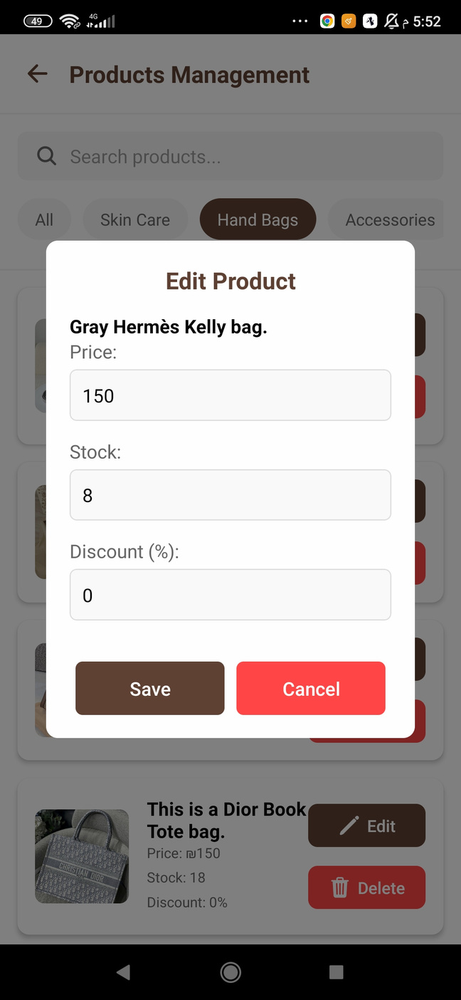 49 4G م 5:52
Products Management
Search products...
All Skin Care Hand Bags Accessories
Edit Product
Gray Hermès Kelly bag.
Price:
150
Stock:
8
Discount (%):
0
Save Cancel
This is a Dior Book
Tote bag.
Price: ₪150
Stock: 18
Discount: 0%
Edit
Delete
CHRISTIAN DIOR